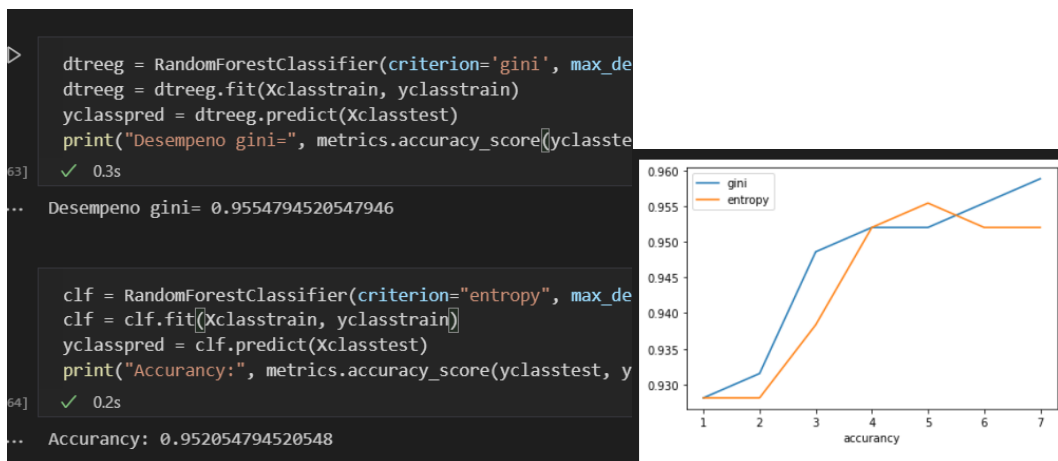 dtreeg = RandomForestClassifier(criterion='gini', max_de
dtreeg = dtreeg.fit(Xclasstrain, yclasstrain)
yclasspred = dtreeg.predict(Xclasstest)
print("Desempeno gini=", metrics.accuracy_score(yclasste
63]
✓ 0.3s
... Desempeno gini= 0.9554794520547946
clf = RandomForestClassifier(criterion="entropy", max_de
clf = clf.fit(Xclasstrain, yclasstrain)
yclasspred = clf.predict(Xclasstest)
print("Accurancy:", metrics.accuracy_score(yclasstest, y
64]
✓ 0.2s
... Accurancy: 0.952054794520548
gini
entropy
0.960
0.955
0.950
0.945
0.940
0.935
0.930
1 2 3 4 5 6 7
accurancy